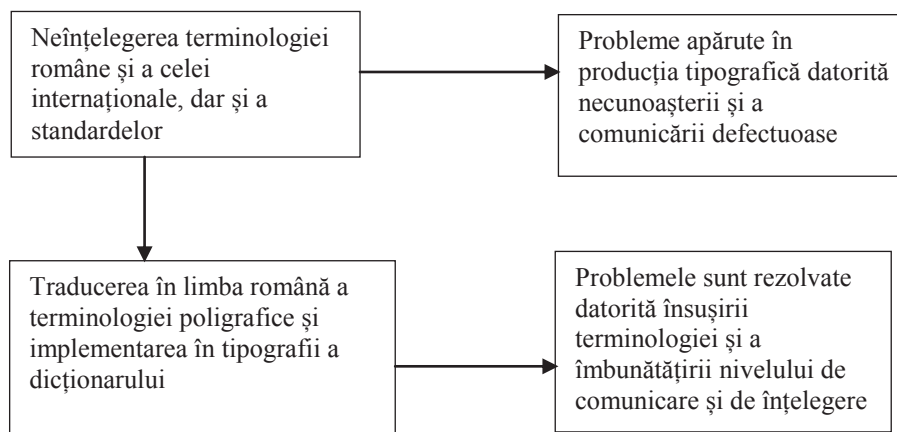 Neînțelegerea terminologiei
române și a celei
internaționale, dar și a
standardelor
Probleme apărute în
producția tipografică datorită
necunoașterii și a
comunicării defectuoase
Traducerea în limba română a
terminologiei poligrafice și
implementarea în tipografii a
dicționarului
Problemele sunt rezolvate
datorită însușirii
terminologiei și a
îmbunătățirii nivelului de
comunicare și de înțelegere